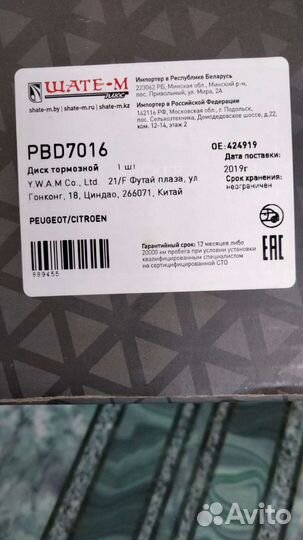 ШАТЕ-М
ПЛЮС
shate-m.by / shate-m.ru
shate-m.kz
Импортер в Республике Беларусь
223062 РБ, Минская обл., Минский р-н,
пос. Привольный, ул. Мира, 2А
Импортер в Российской Федерации
142116 РФ, Московская обл., г. Подольск,
пос. Сельхозтехника, Домодедовское шоссе, 22,
ком. 12-14, этаж 2
PBD7016
OE:424919
Диск тормозной 1 шт
Дата поставки:
2019г
Y.W.A.M Co., Ltd. 21/F Футай плаза, ул
Гонконг, 18, Циндао, 266071, Китай
Срок хранения:
неограничен
PEUGEOT/CITROEN
Гарантийный срок: 12 месяцев либо
20000 км пробега при условии установки
квалифицированным специалистом
на сертифицированной СТО
EAC
889455
Avito